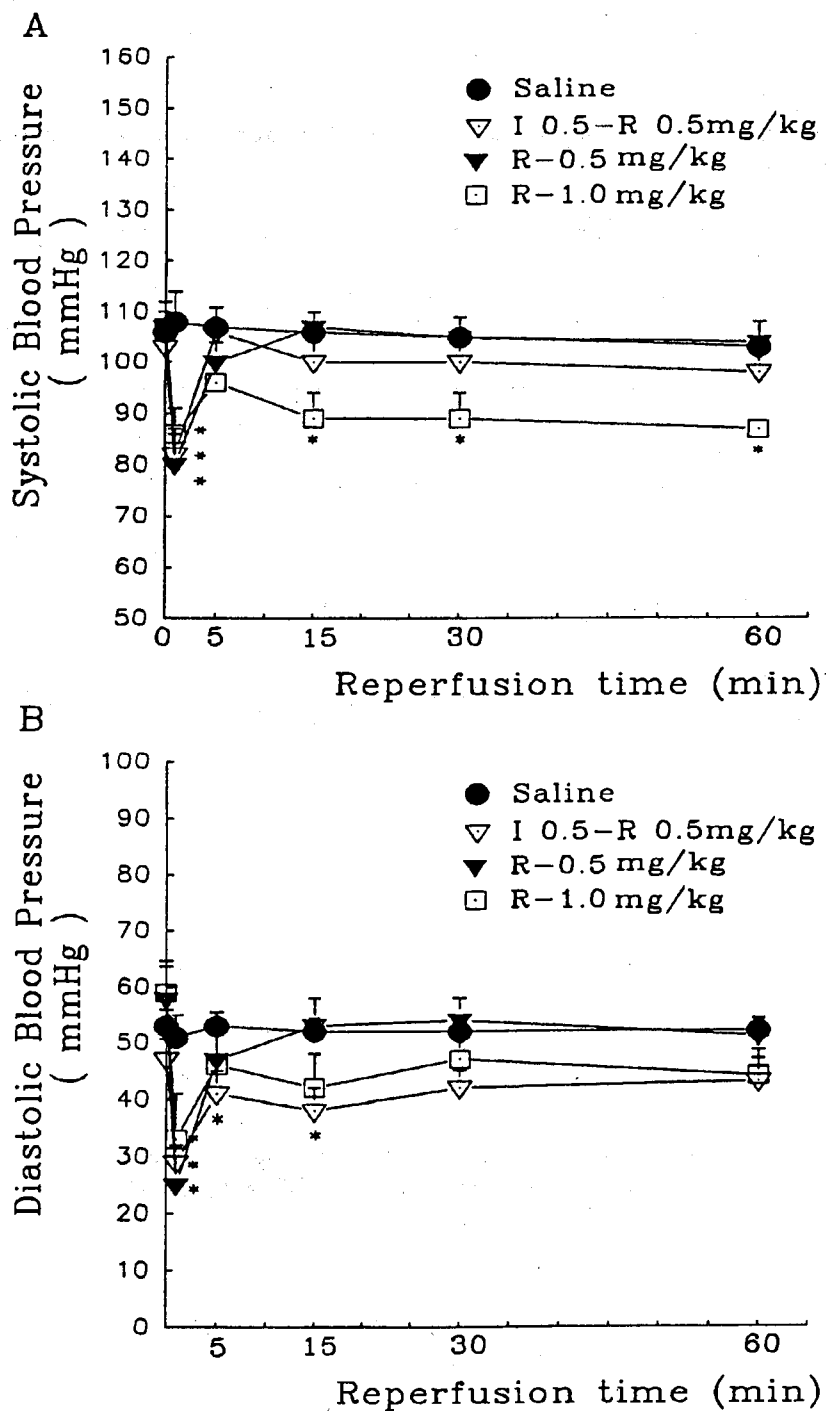 A
Systolic Blood Pressure
( mmHg )
160
150
140
130
120
110
100
90
80
70
60
50
Saline
I 0.5-R 0.5mg/kg
R-0.5 mg/kg
R-1.0 mg/kg
*
*
*
*
*
*
0 5 15 30 60
Reperfusion time (min)
B
Diastolic Blood Pressure
( mmHg )
100
90
80
70
60
50
40
30
20
10
0
Saline
I 0.5-R 0.5mg/kg
R-0.5 mg/kg
R-1.0 mg/kg
*
*
*
*
*
5 15 30 60
Reperfusion time (min)